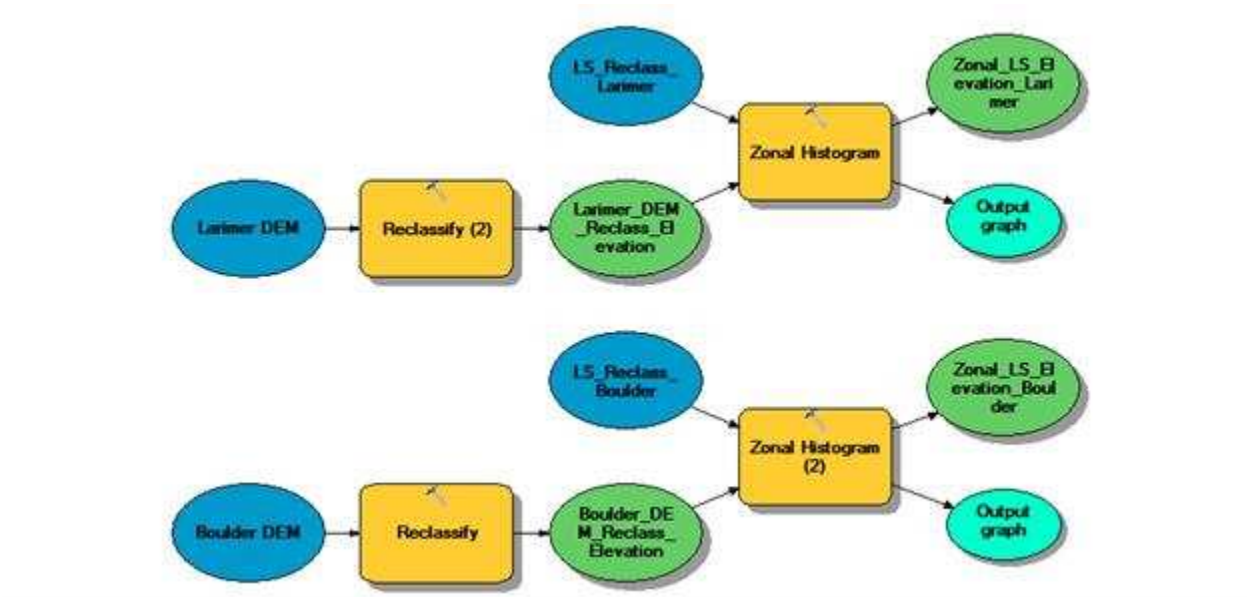 LS_Reclass_
Larimer
Zonal_LS_El
evation_Lari
mer
Zonal Histogram
Larimer DEM
Reclassify (2)
Larimer_DEM
_Reclass_El
evation
Output
graph
LS_Reclass_
Boulder
Zonal_LS_El
evation_Boul
der
Zonal Histogram
(2)
Boulder DEM
Reclassify
Boulder_DE
M_Reclass_
Elevation
Output
graph